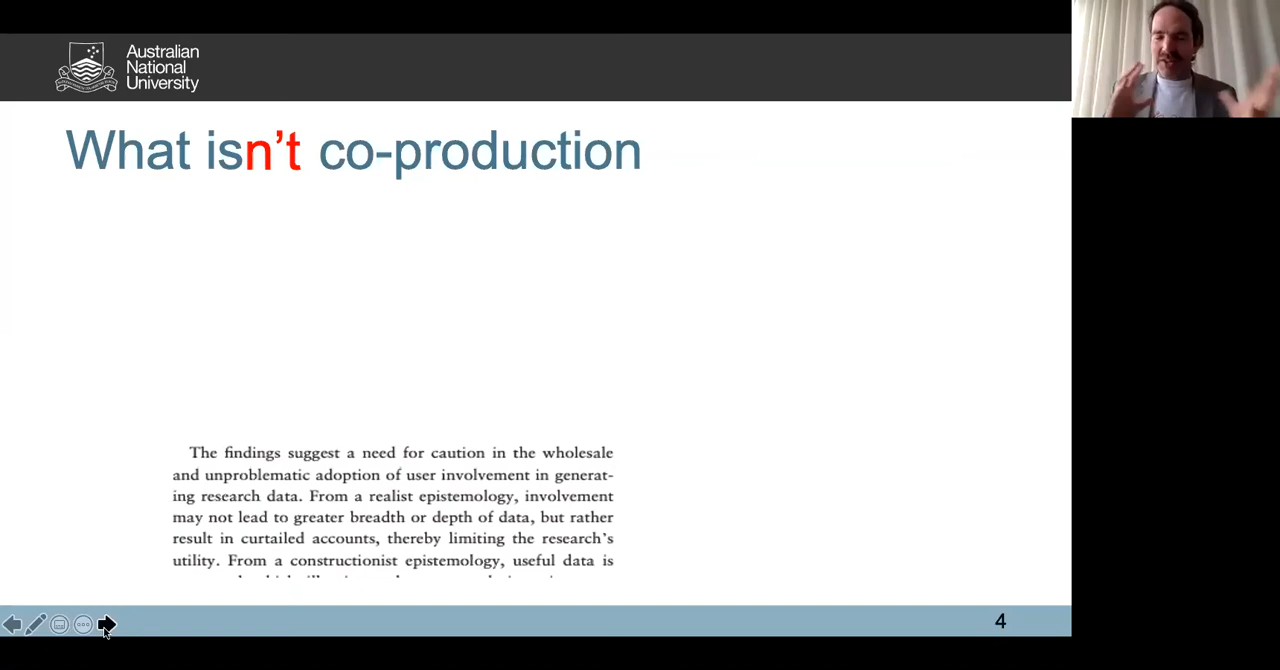 Australian
National
University
What isn't co-production
The findings suggest a need for caution in the wholesale
and unproblematic adoption of user involvement in generat-
ing research data. From a realist epistemology, involvement
may not lead to greater breadth or depth of data, but rather
result in curtailed accounts, thereby limiting the research's
utility. From a constructionist epistemology, useful data is
4